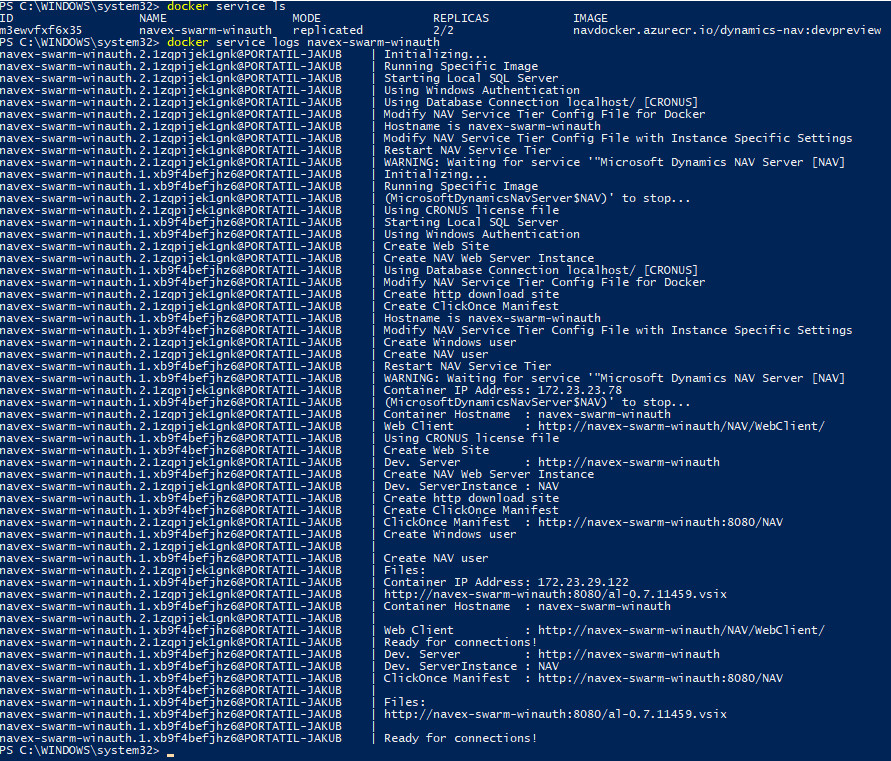 PS C:\WINDOWS\system32> docker service ls
ID NAME MODE REPLICAS IMAGE
m3ewvfxf6x35 navex-swarm-winauth replicated 2/2 navdocker.azurecr.io/dynamics-nav:devpreview
PS C:\WINDOWS\system32> docker service logs navex-swarm-winauth
navex-swarm-winauth.2.1zqpijek1gnk@PORTATIL-JAKUB | Initializing...
navex-swarm-winauth.2.1zqpijek1gnk@PORTATIL-JAKUB | Running Specific Image
navex-swarm-winauth.2.1zqpijek1gnk@PORTATIL-JAKUB | Starting Local SQL Server
navex-swarm-winauth.2.1zqpijek1gnk@PORTATIL-JAKUB | Using Windows Authentication
navex-swarm-winauth.2.1zqpijek1gnk@PORTATIL-JAKUB | Using Database Connection localhost/ [CRONUS]
navex-swarm-winauth.2.1zqpijek1gnk@PORTATIL-JAKUB | Modify NAV Service Tier Config File for Docker
navex-swarm-winauth.2.1zqpijek1gnk@PORTATIL-JAKUB | Hostname is navex-swarm-winauth
navex-swarm-winauth.2.1zqpijek1gnk@PORTATIL-JAKUB | Modify NAV Service Tier Config File with Instance Specific Settings
navex-swarm-winauth.2.1zqpijek1gnk@PORTATIL-JAKUB | Restart NAV Service Tier
navex-swarm-winauth.2.1zqpijek1gnk@PORTATIL-JAKUB | WARNING: Waiting for service '"Microsoft Dynamics NAV Server [NAV]
navex-swarm-winauth.1.xb9f4befjhz6@PORTATIL-JAKUB | Initializing...
navex-swarm-winauth.1.xb9f4befjhz6@PORTATIL-JAKUB | Running Specific Image
navex-swarm-winauth.2.1zqpijek1gnk@PORTATIL-JAKUB | (MicrosoftDynamicsNavServer$NAV)' to stop...
navex-swarm-winauth.2.1zqpijek1gnk@PORTATIL-JAKUB | Using CRONUS license file
navex-swarm-winauth.1.xb9f4befjhz6@PORTATIL-JAKUB | Starting Local SQL Server
navex-swarm-winauth.1.xb9f4befjhz6@PORTATIL-JAKUB | Using Windows Authentication
navex-swarm-winauth.2.1zqpijek1gnk@PORTATIL-JAKUB | Create Web Site
navex-swarm-winauth.2.1zqpijek1gnk@PORTATIL-JAKUB | Create NAV Web Server Instance
navex-swarm-winauth.1.xb9f4befjhz6@PORTATIL-JAKUB | Using Database Connection localhost/ [CRONUS]
navex-swarm-winauth.1.xb9f4befjhz6@PORTATIL-JAKUB | Modify NAV Service Tier Config File for Docker
navex-swarm-winauth.2.1zqpijek1gnk@PORTATIL-JAKUB | Create http download site
navex-swarm-winauth.2.1zqpijek1gnk@PORTATIL-JAKUB | Create ClickOnce Manifest
navex-swarm-winauth.1.xb9f4befjhz6@PORTATIL-JAKUB | Hostname is navex-swarm-winauth
navex-swarm-winauth.1.xb9f4befjhz6@PORTATIL-JAKUB | Modify NAV Service Tier Config File with Instance Specific Settings
navex-swarm-winauth.2.1zqpijek1gnk@PORTATIL-JAKUB | Create Windows user
navex-swarm-winauth.2.1zqpijek1gnk@PORTATIL-JAKUB | Create NAV user
navex-swarm-winauth.1.xb9f4befjhz6@PORTATIL-JAKUB | Restart NAV Service Tier
navex-swarm-winauth.1.xb9f4befjhz6@PORTATIL-JAKUB | WARNING: Waiting for service '"Microsoft Dynamics NAV Server [NAV]
navex-swarm-winauth.2.1zqpijek1gnk@PORTATIL-JAKUB | Container IP Address: 172.23.23.78
navex-swarm-winauth.1.xb9f4befjhz6@PORTATIL-JAKUB | (MicrosoftDynamicsNavServer$NAV)' to stop...
navex-swarm-winauth.2.1zqpijek1gnk@PORTATIL-JAKUB | Container Hostname : navex-swarm-winauth
navex-swarm-winauth.2.1zqpijek1gnk@PORTATIL-JAKUB | Web Client : http://navex-swarm-winauth/NAV/WebClient/
navex-swarm-winauth.1.xb9f4befjhz6@PORTATIL-JAKUB | Using CRONUS license file
navex-swarm-winauth.1.xb9f4befjhz6@PORTATIL-JAKUB | Create Web Site
navex-swarm-winauth.2.1zqpijek1gnk@PORTATIL-JAKUB | Dev. Server : http://navex-swarm-winauth
navex-swarm-winauth.1.xb9f4befjhz6@PORTATIL-JAKUB | Create NAV Web Server Instance
navex-swarm-winauth.2.1zqpijek1gnk@PORTATIL-JAKUB | Dev. ServerInstance : NAV
navex-swarm-winauth.1.xb9f4befjhz6@PORTATIL-JAKUB | Create http download site
navex-swarm-winauth.1.xb9f4befjhz6@PORTATIL-JAKUB | Create ClickOnce Manifest
navex-swarm-winauth.2.1zqpijek1gnk@PORTATIL-JAKUB | ClickOnce Manifest : http://navex-swarm-winauth:8080/NAV
navex-swarm-winauth.1.xb9f4befjhz6@PORTATIL-JAKUB | Create Windows user
navex-swarm-winauth.2.1zqpijek1gnk@PORTATIL-JAKUB |
navex-swarm-winauth.1.xb9f4befjhz6@PORTATIL-JAKUB | Create NAV user
navex-swarm-winauth.2.1zqpijek1gnk@PORTATIL-JAKUB | Files:
navex-swarm-winauth.1.xb9f4befjhz6@PORTATIL-JAKUB | Container IP Address: 172.23.29.122
navex-swarm-winauth.2.1zqpijek1gnk@PORTATIL-JAKUB | http://navex-swarm-winauth:8080/al-0.7.11459.vsix
navex-swarm-winauth.1.xb9f4befjhz6@PORTATIL-JAKUB | Container Hostname : navex-swarm-winauth
navex-swarm-winauth.2.1zqpijek1gnk@PORTATIL-JAKUB |
navex-swarm-winauth.1.xb9f4befjhz6@PORTATIL-JAKUB | Web Client : http://navex-swarm-winauth/NAV/WebClient/
navex-swarm-winauth.2.1zqpijek1gnk@PORTATIL-JAKUB | Ready for connections!
navex-swarm-winauth.1.xb9f4befjhz6@PORTATIL-JAKUB | Dev. Server : http://navex-swarm-winauth
navex-swarm-winauth.1.xb9f4befjhz6@PORTATIL-JAKUB | Dev. ServerInstance : NAV
navex-swarm-winauth.1.xb9f4befjhz6@PORTATIL-JAKUB | ClickOnce Manifest : http://navex-swarm-winauth:8080/NAV
navex-swarm-winauth.1.xb9f4befjhz6@PORTATIL-JAKUB |
navex-swarm-winauth.1.xb9f4befjhz6@PORTATIL-JAKUB | Files:
navex-swarm-winauth.1.xb9f4befjhz6@PORTATIL-JAKUB | http://navex-swarm-winauth:8080/al-0.7.11459.vsix
navex-swarm-winauth.1.xb9f4befjhz6@PORTATIL-JAKUB |
navex-swarm-winauth.1.xb9f4befjhz6@PORTATIL-JAKUB | Ready for connections!
PS C:\WINDOWS\system32>